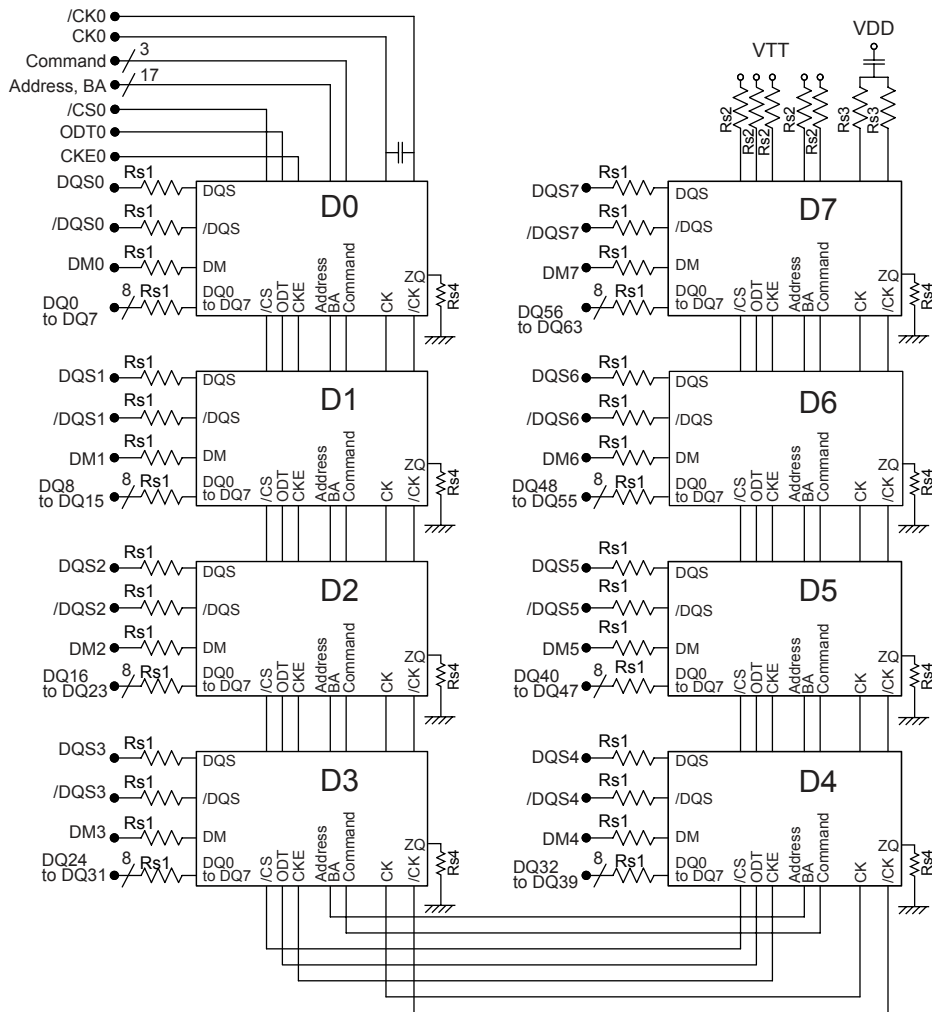 /CK0
CK0
Command 3
Address, BA 17
/CS0
ODT0
CKE0
DQS0 Rs1
/DQS0 Rs1
DM0 Rs1
DQ0 to DQ7 8 Rs1
D0
DQS
/DQS
DM
DQ0 to DQ7
/CS
ODT
CKE
Address
BA
Command
CK
/CK
ZQ
Rs4
DQS1 Rs1
/DQS1 Rs1
DM1 Rs1
DQ8 to DQ15 8 Rs1
D1
DQS
/DQS
DM
DQ0 to DQ7
/CS
ODT
CKE
Address
BA
Command
CK
/CK
ZQ
Rs4
DQS2 Rs1
/DQS2 Rs1
DM2 Rs1
DQ16 to DQ23 8 Rs1
D2
DQS
/DQS
DM
DQ0 to DQ7
/CS
ODT
CKE
Address
BA
Command
CK
/CK
ZQ
Rs4
DQS3 Rs1
/DQS3 Rs1
DM3 Rs1
DQ24 to DQ31 8 Rs1
D3
DQS
/DQS
DM
DQ0 to DQ7
/CS
ODT
CKE
Address
BA
Command
CK
/CK
ZQ
Rs4
VTT
VDD
Rs2
Rs2
Rs2
Rs2
Rs2
Rs3
Rs3
DQS7 Rs1
/DQS7 Rs1
DM7 Rs1
DQ56 to DQ63 8 Rs1
D7
DQS
/DQS
DM
DQ0 to DQ7
/CS
ODT
CKE
Address
BA
Command
CK
/CK
ZQ
Rs4
DQS6 Rs1
/DQS6 Rs1
DM6 Rs1
DQ48 to DQ55 8 Rs1
D6
DQS
/DQS
DM
DQ0 to DQ7
/CS
ODT
CKE
Address
BA
Command
CK
/CK
ZQ
Rs4
DQS5 Rs1
/DQS5 Rs1
DM5 Rs1
DQ40 to DQ47 8 Rs1
D5
DQS
/DQS
DM
DQ0 to DQ7
/CS
ODT
CKE
Address
BA
Command
CK
/CK
ZQ
Rs4
DQS4 Rs1
/DQS4 Rs1
DM4 Rs1
DQ32 to DQ39 8 Rs1
D4
DQS
/DQS
DM
DQ0 to DQ7
/CS
ODT
CKE
Address
BA
Command
CK
/CK
ZQ
Rs4